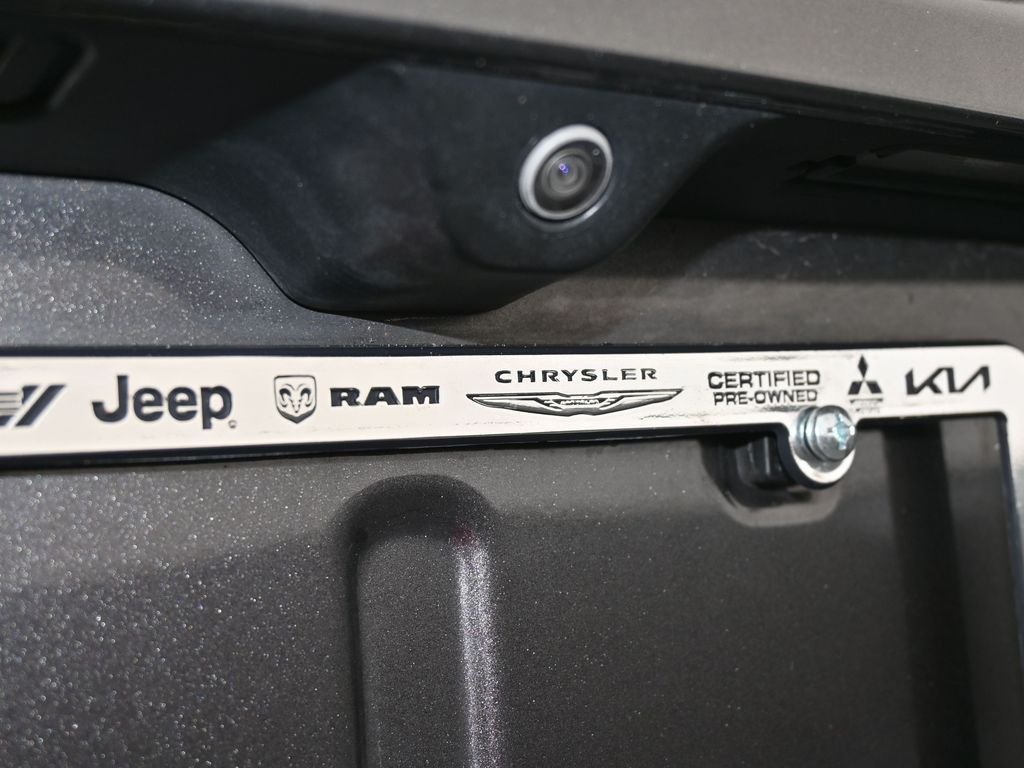 Jeep
RAM
CHRYSLER
CERTIFIED
PRE-OWNED
KIA